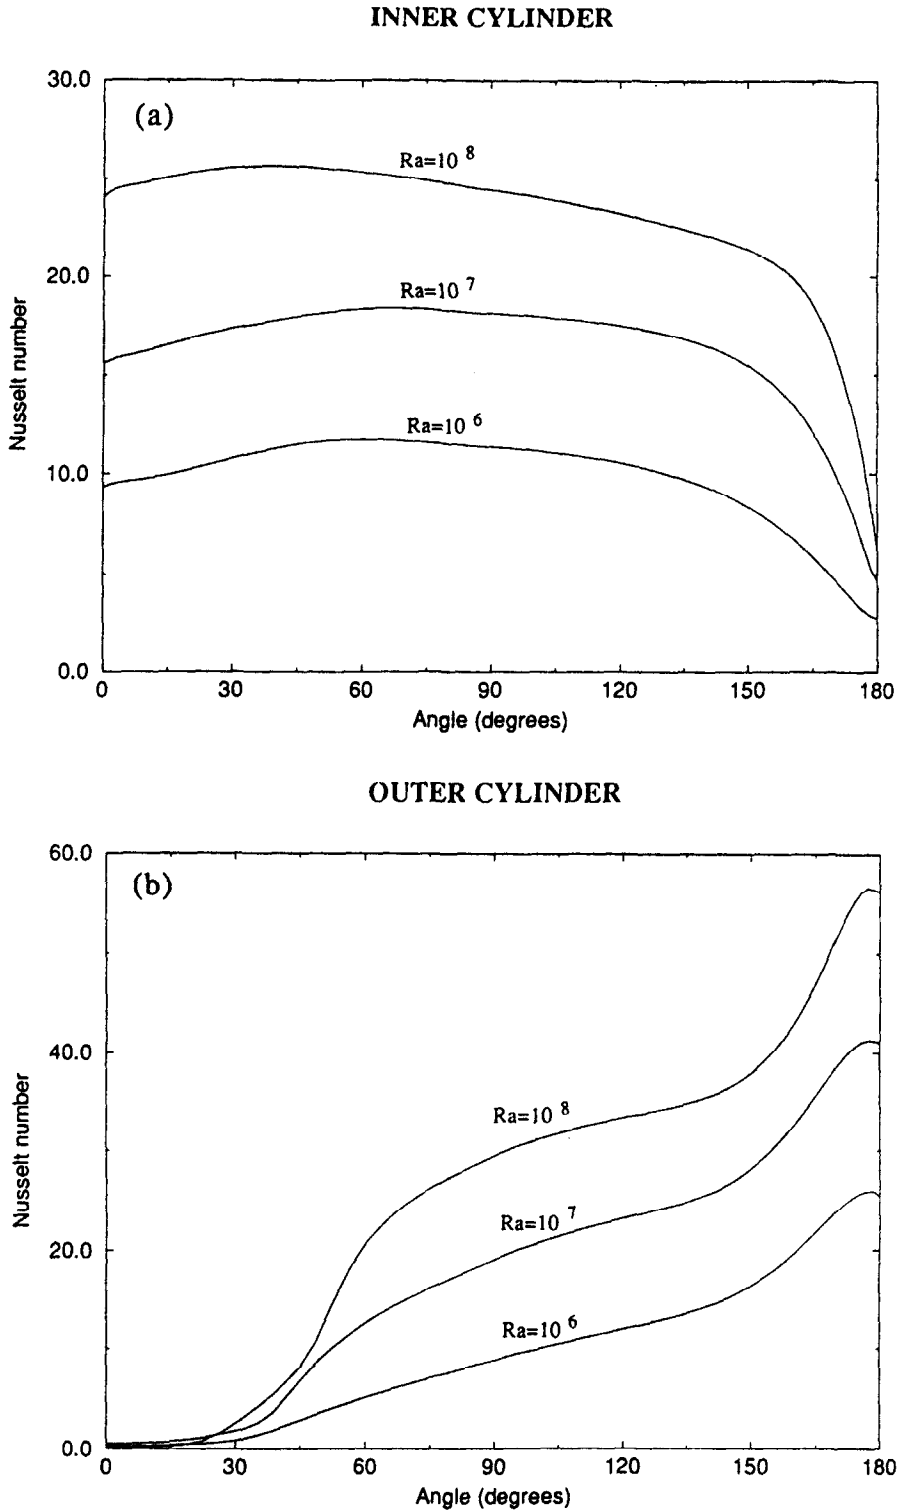 INNER CYLINDER
30.0
(a)
Ra=10 8
20.0
Ra=10 7
Nusselt number
Ra=10 6
10.0
0.0
0 30 60 90 120 150 180
Angle (degrees)
OUTER CYLINDER
60.0
(b)
40.0
Ra=10 8
Nusselt number
Ra=10 7
20.0
Ra=10 6
0.0
0 30 60 90 120 150 180
Angle (degrees)